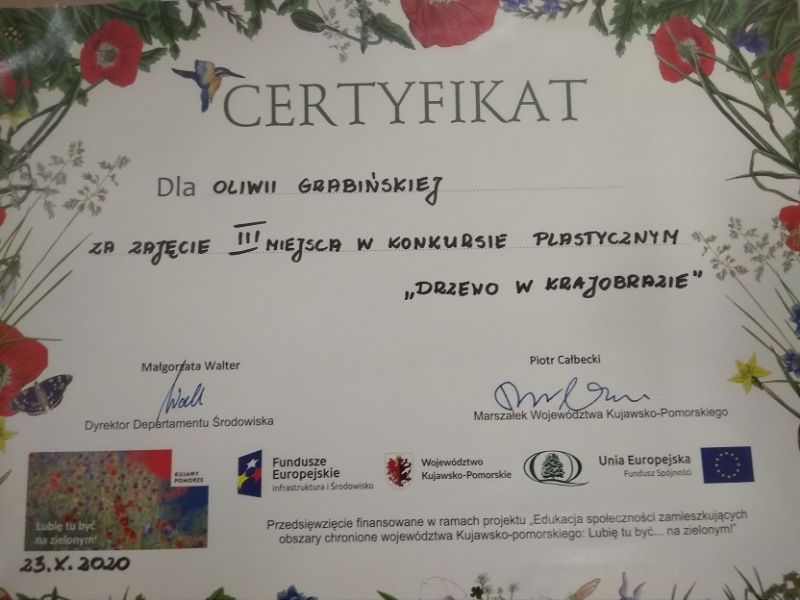 CERTYFIKAT
Dla OLIWII GRABIŃSKIEJ
ZA ZAJĘCIE III MIEJSCA W KONKURSIE PLASTYCZNYM
„DRZEWO W KRAJOBRAZIE"
Małgorzata Walter
Dyrektor Departamentu Środowiska
Piotr Całbecki
Marszałek Województwa Kujawsko-Pomorskiego
Lubię tu być
na zielonym!
KUJAWY
POMORZE
Fundusze
Europejskie
Infrastruktura i Środowisko
Województwo
Kujawsko-Pomorskie
Unia Europejska
Fundusz Spójności
Przedsięwzięcie finansowane w ramach projektu „Edukacja społeczności zamieszkujących
obszary chronione województwa Kujawsko-pomorskiego: Lubię tu być... na zielonym!"
23.X.2020